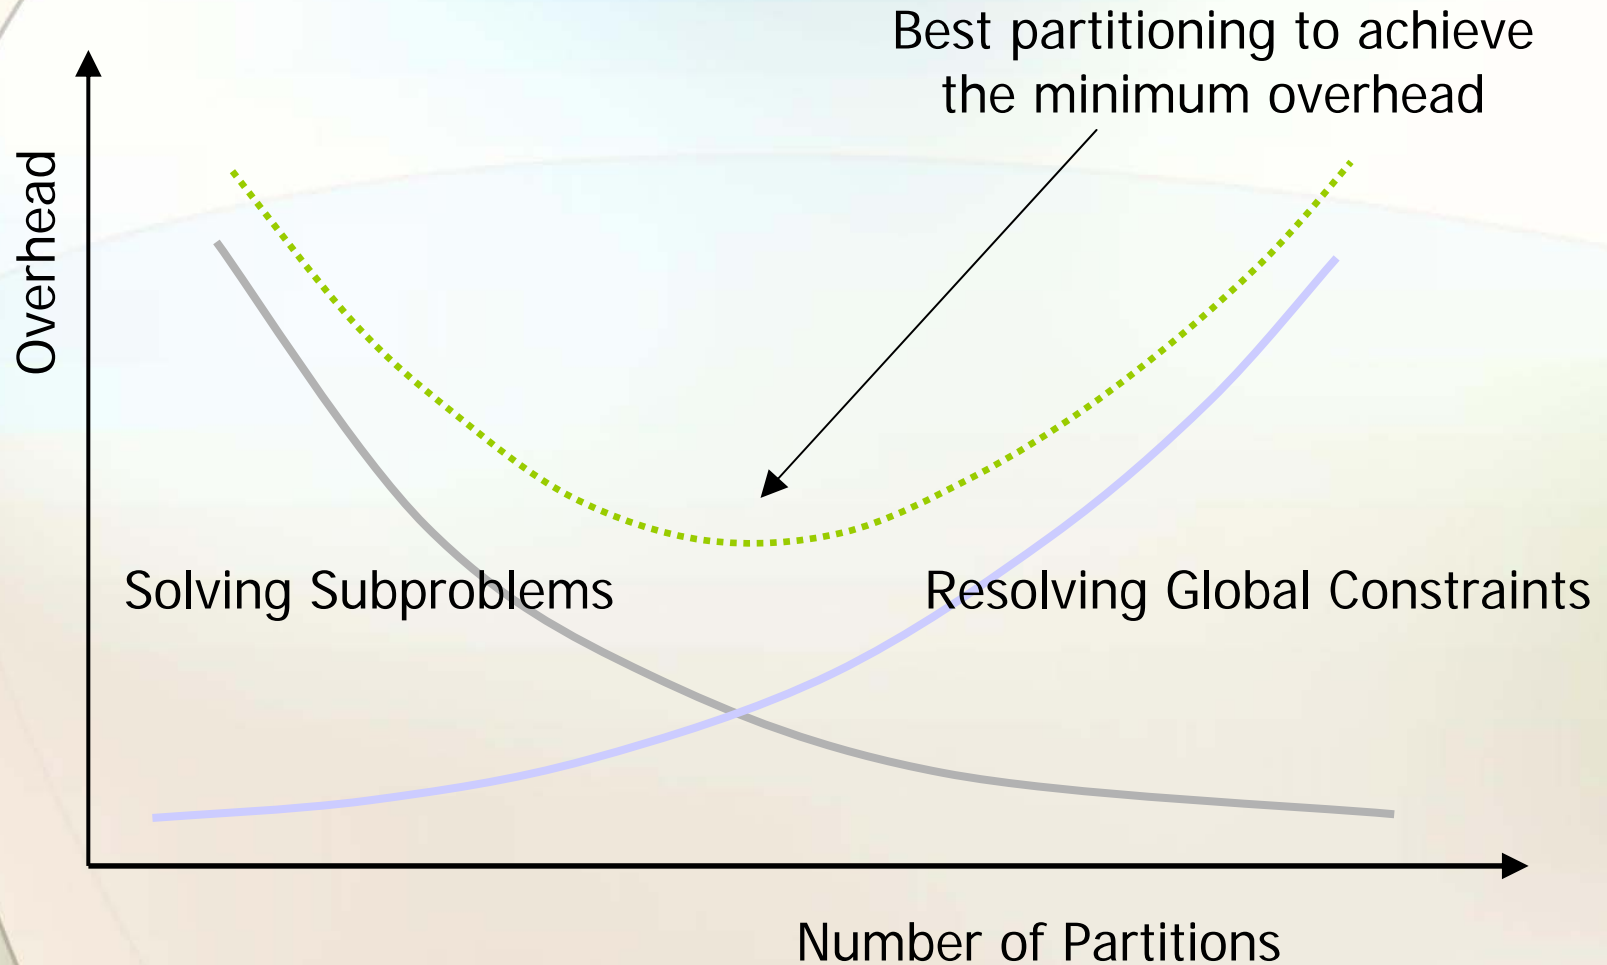 Best partitioning to achieve
the minimum overhead
Overhead
Solving Subproblems
Resolving Global Constraints
Number of Partitions